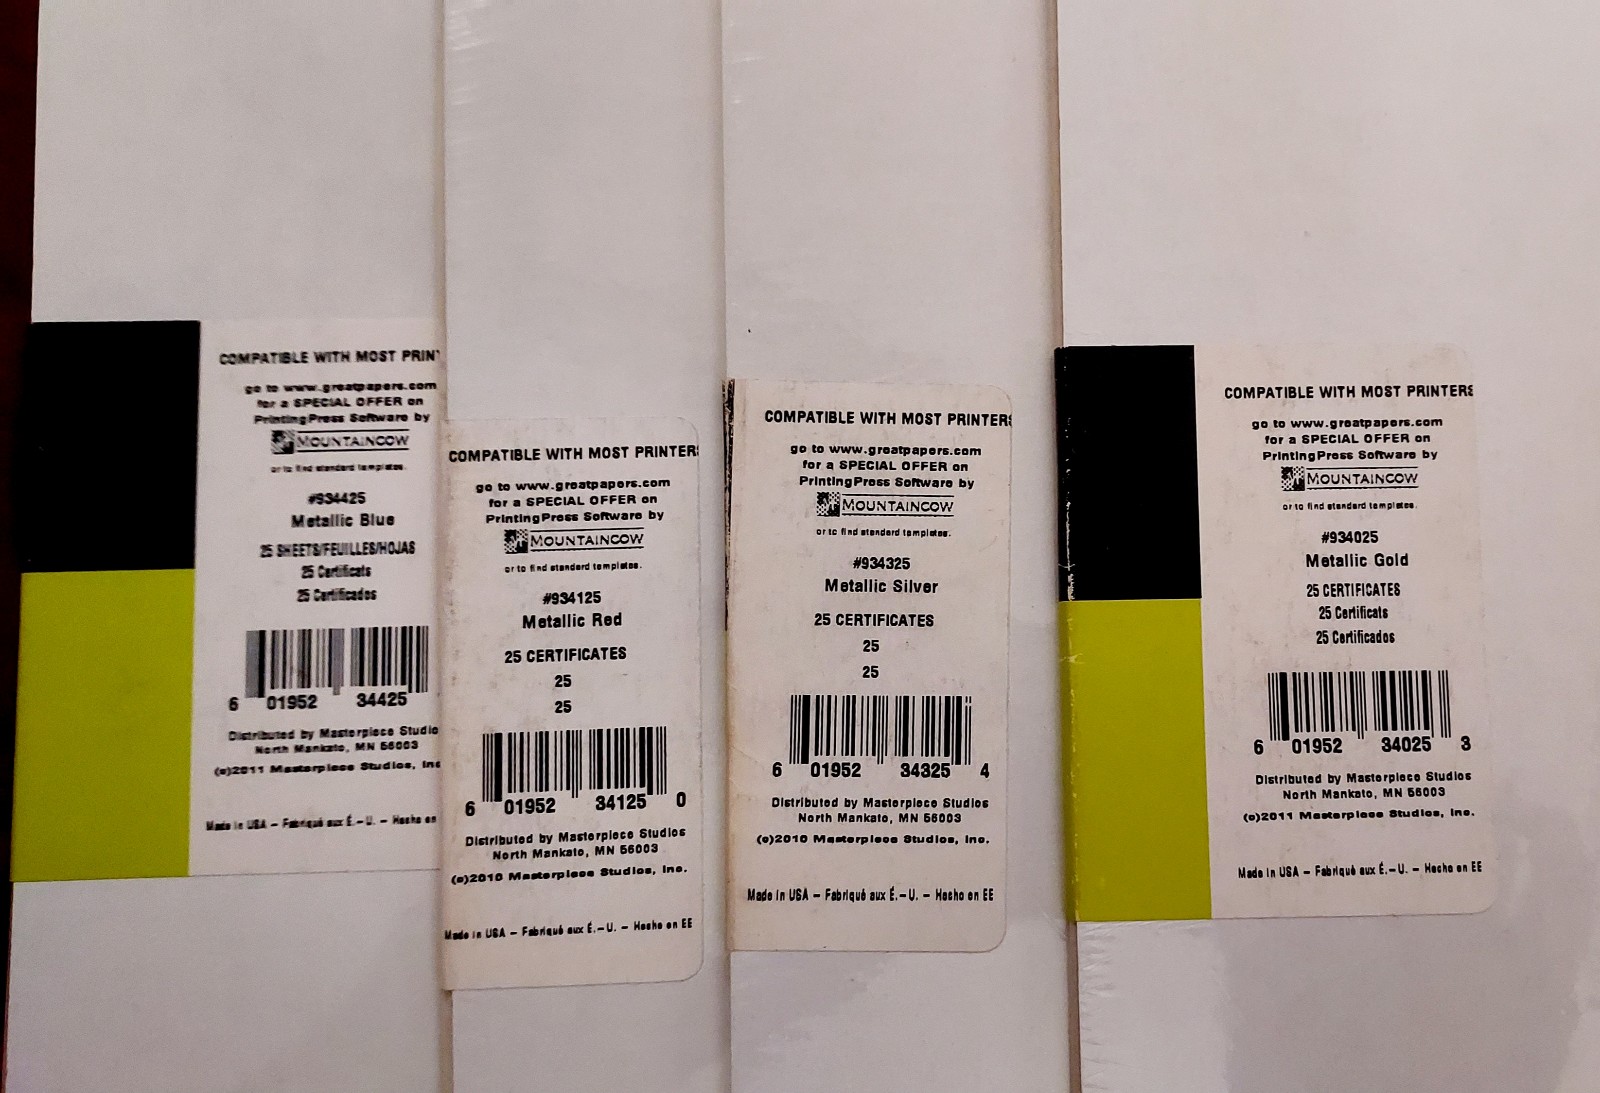 COMPATIBLE WITH MOST PRINT
go to www.greatpapers.com
for a SPECIAL OFFER on
PrintingPress Software by
MOUNTAINCOW
or to find standard templates.
#934425
Metallic Blue
25 SHEETS/FEUILLES/HOJAS
25 Certificats
25 Certificados
6 01952 34425
Distributed by Masterpiece Studio
North Mankato, MN 56003
(c)2011 Masterpiece Studios, Inc
Made in USA – Fabriqué aux É.–U. – Hecho en
COMPATIBLE WITH MOST PRINTERS
go to www.greatpapers.com
for a SPECIAL OFFER on
PrintingPress Software by
MOUNTAINCOW
or to find standard templates.
#934125
Metallic Red
25 CERTIFICATES
25
25
6 01952 34125 0
Distributed by Masterpiece Studios
North Mankato, MN 56003
(c)2010 Masterpiece Studios, Inc.
Made in USA – Fabriqué aux É.–U. – Hecho en EE
COMPATIBLE WITH MOST PRINTERS
go to www.greatpapers.com
for a SPECIAL OFFER on
PrintingPress Software by
MOUNTAINCOW
or to find standard templates.
#934325
Metallic Silver
25 CERTIFICATES
25
25
6 01952 34325 4
Distributed by Masterpiece Studios
North Mankato, MN 56003
(c)2010 Masterpiece Studios, Inc.
Made in USA – Fabriqué aux É.–U. – Hecho en EE
COMPATIBLE WITH MOST PRINTERS
go to www.greatpapers.com
for a SPECIAL OFFER on
PrintingPress Software by
MOUNTAINCOW
or to find standard templates.
#934025
Metallic Gold
25 CERTIFICATES
25 Certificats
25 Certificados
6 01952 34025 3
Distributed by Masterpiece Studios
North Mankato, MN 56003
(c)2011 Masterpiece Studios, Inc.
Made in USA – Fabriqué aux É.–U. – Hecho en EE